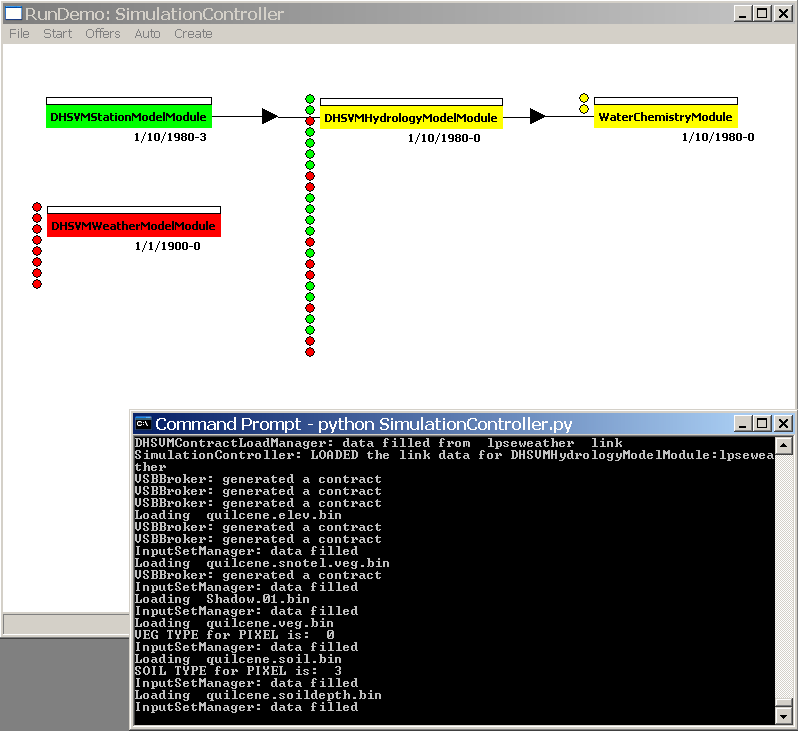 RunDemo: SimulationController
File Start Offers Auto Create
DHSVMStationModelModule
1/10/1980-3
DHSVMHydrologyModelModule
1/10/1980-0
WaterChemistryModule
1/10/1980-0
DHSVMWeatherModelModule
1/1/1900-0
Command Prompt - python SimulationController.py
DHSVMContractLoadManager: data filled from  lpseweather  link
SimulationController: LOADED the link data for DHSVMHydrologyModelModule:lpsewea
ther
VSBBroker: generated a contract
VSBBroker: generated a contract
VSBBroker: generated a contract
Loading  quilcene.elev.bin
VSBBroker: generated a contract
VSBBroker: generated a contract
InputSetManager: data filled
Loading  quilcene.snotel.veg.bin
VSBBroker: generated a contract
InputSetManager: data filled
Loading  Shadow.01.bin
InputSetManager: data filled
Loading  quilcene.veg.bin
VEG TYPE for PIXEL is:  0
InputSetManager: data filled
Loading  quilcene.soil.bin
SOIL TYPE for PIXEL is:  3
InputSetManager: data filled
Loading  quilcene.soildepth.bin
InputSetManager: data filled